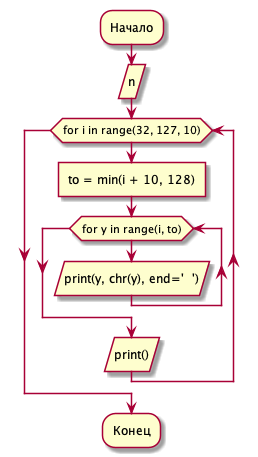 Начало
n
for i in range(32, 127, 10)
to = min(i + 10, 128)
for y in range(i, to)
print(y, chr(y), end='  ')
print()
Конец